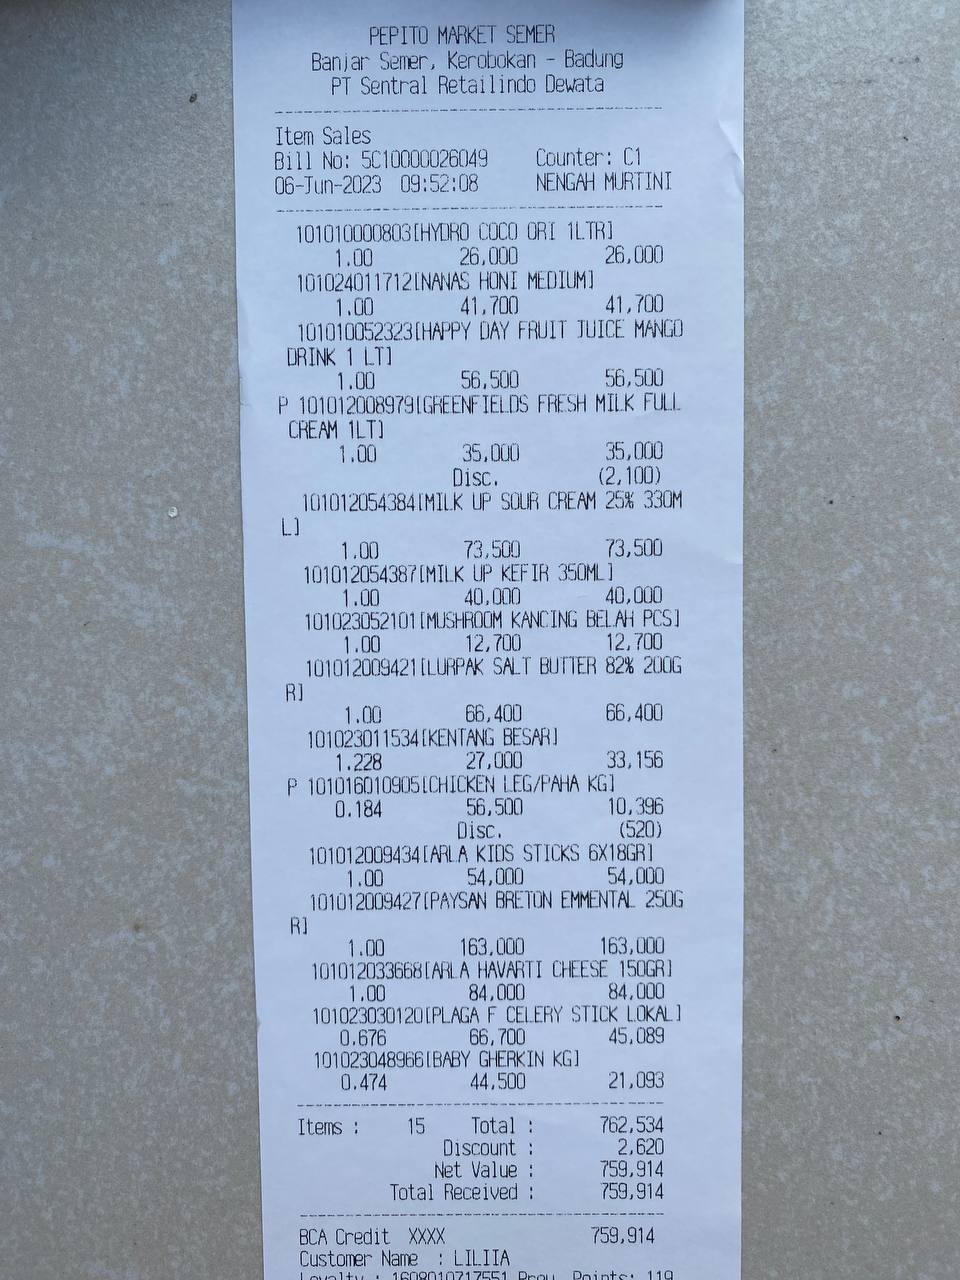 PEPITO MARKET SEMER
Banjar Semer, Kerobokan - Badung
PT Sentral Retailindo Dewata
Item Sales
Bill No: 5C10000026049 Counter: C1
06-Jun-2023 09:52:08 NENGAH MURTINI
101010000803[HYDRO COCO ORI 1LTR]
1.00 26,000 26,000
101024011712[NANAS HONI MEDIUM]
1.00 41,700 41,700
101010052323[HAPPY DAY FRUIT JUICE MANGO
DRINK 1 LT]
1.00 56,500 56,500
P 101012008979[GREENFIELDS FRESH MILK FULL
CREAM 1LT]
1.00 35,000 35,000
Disc. (2,100)
101012054384[MILK UP SOUR CREAM 25% 330M
L]
1.00 73,500 73,500
101012054387[MILK UP KEFIR 350ML]
1.00 40,000 40,000
101023052101[MUSHROOM KANCING BELAH PCS]
1.00 12,700 12,700
101012009421[LURPAK SALT BUTTER 82% 200G
R]
1.00 66,400 66,400
101023011534[KENTANG BESAR]
1.228 27,000 33,156
P 101016010905[CHICKEN LEG/PAHA KG]
0.184 56,500 10,396
Disc. (520)
101012009434[ARLA KIDS STICKS 6X18GR]
1.00 54,000 54,000
101012009427[PAYSAN BRETON EMMENTAL 250G
R]
1.00 163,000 163,000
101012033668[ARLA HAVARTI CHEESE 150GR]
1.00 84,000 84,000
101023030120[PLAGA F CELERY STICK LOKAL]
0.676 66,700 45,089
101023048966[BABY GHERKIN KG]
0.474 44,500 21,093
Items : 15 Total : 762,534
Discount : 2,620
Net Value : 759,914
Total Received : 759,914
BCA Credit XXXX 759,914
Customer Name : LILIIA
Loyalty : 1608010717551 Prev. Points: 119